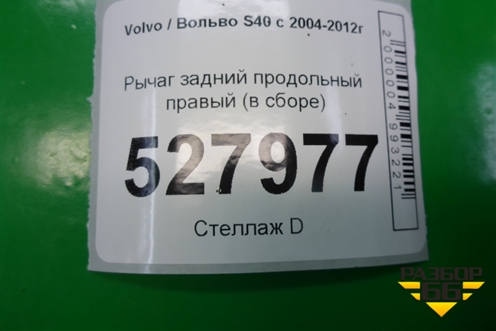 Volvo / Вольво S40 с 2004-2012г
Рычаг задний продольный
правый (в сборе)
527977
Стеллаж D
2000004993221
РАЗБОР
66